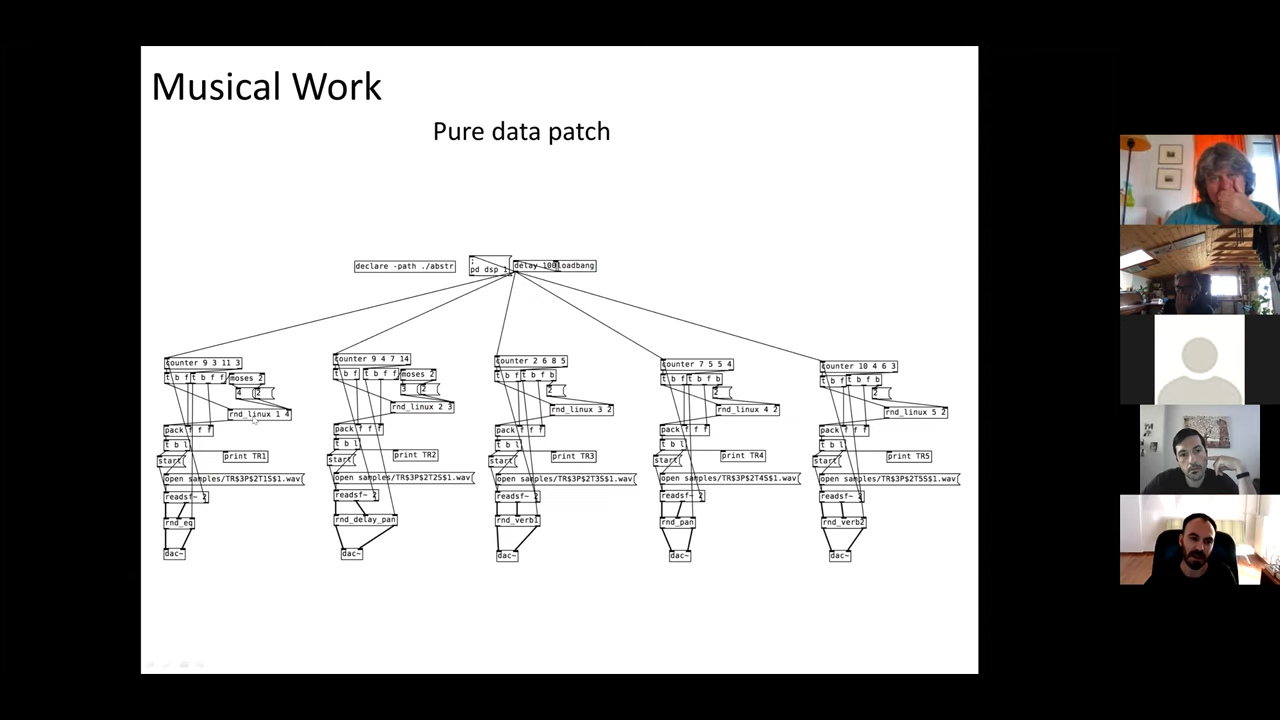 Musical Work
Pure data patch
declare -path ./abstr
;
pd dsp 1
delay 100
loadbang
counter 9 3 11 3
t b f
t b f f
moses 2
4
2
rnd_linux 1 4
pack f f f
t b l
start
print TR1
open samples/TR$3P$2T1S$1.wav
readsf~ 2
rnd_eq
dac~
counter 9 4 7 14
t b f
t b f f
moses 2
3
2
rnd_linux 2 3
pack f f f
t b l
start
print TR2
open samples/TR$3P$2T2S$1.wav
readsf~ 2
rnd_delay_pan
dac~
counter 2 6 8 5
t b f
t b f b
2
rnd_linux 3 2
pack f f f
t b l
start
print TR3
open samples/TR$3P$2T3S$1.wav
readsf~ 2
rnd_verb1
dac~
counter 7 5 5 4
t b f
t b f b
2
rnd_linux 4 2
pack f f f
t b l
start
print TR4
open samples/TR$3P$2T4S$1.wav
readsf~ 2
rnd_pan
dac~
counter 10 4 6 3
t b f
t b f b
2
rnd_linux 5 2
pack f f f
t b l
start
print TR5
open samples/TR$3P$2T5S$1.wav
readsf~ 2
rnd_verb2
dac~